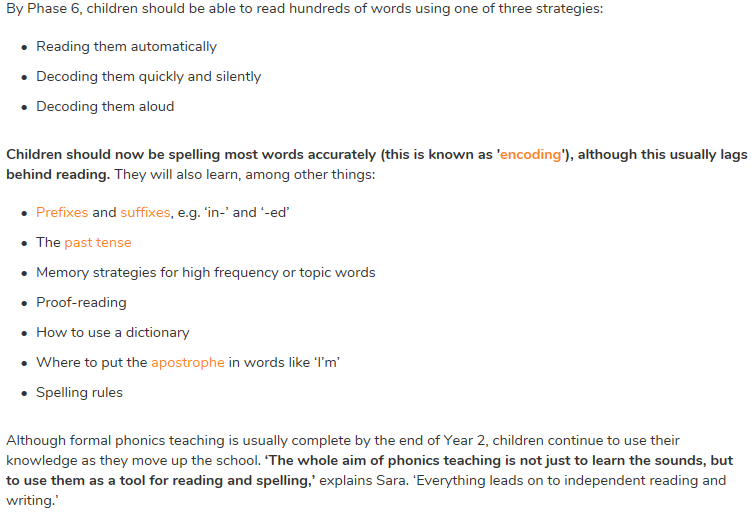 By Phase 6, children should be able to read hundreds of words using one of three strategies:
• Reading them automatically
• Decoding them quickly and silently
• Decoding them aloud
Children should now be spelling most words accurately (this is known as 'encoding'), although this usually lags
behind reading. They will also learn, among other things:
• Prefixes and suffixes, e.g. ‘in-’ and ‘-ed’
• The past tense
• Memory strategies for high frequency or topic words
• Proof-reading
• How to use a dictionary
• Where to put the apostrophe in words like ‘I’m’
• Spelling rules
Although formal phonics teaching is usually complete by the end of Year 2, children continue to use their
knowledge as they move up the school. ‘The whole aim of phonics teaching is not just to learn the sounds, but
to use them as a tool for reading and spelling,’ explains Sara. ‘Everything leads on to independent reading and
writing.’